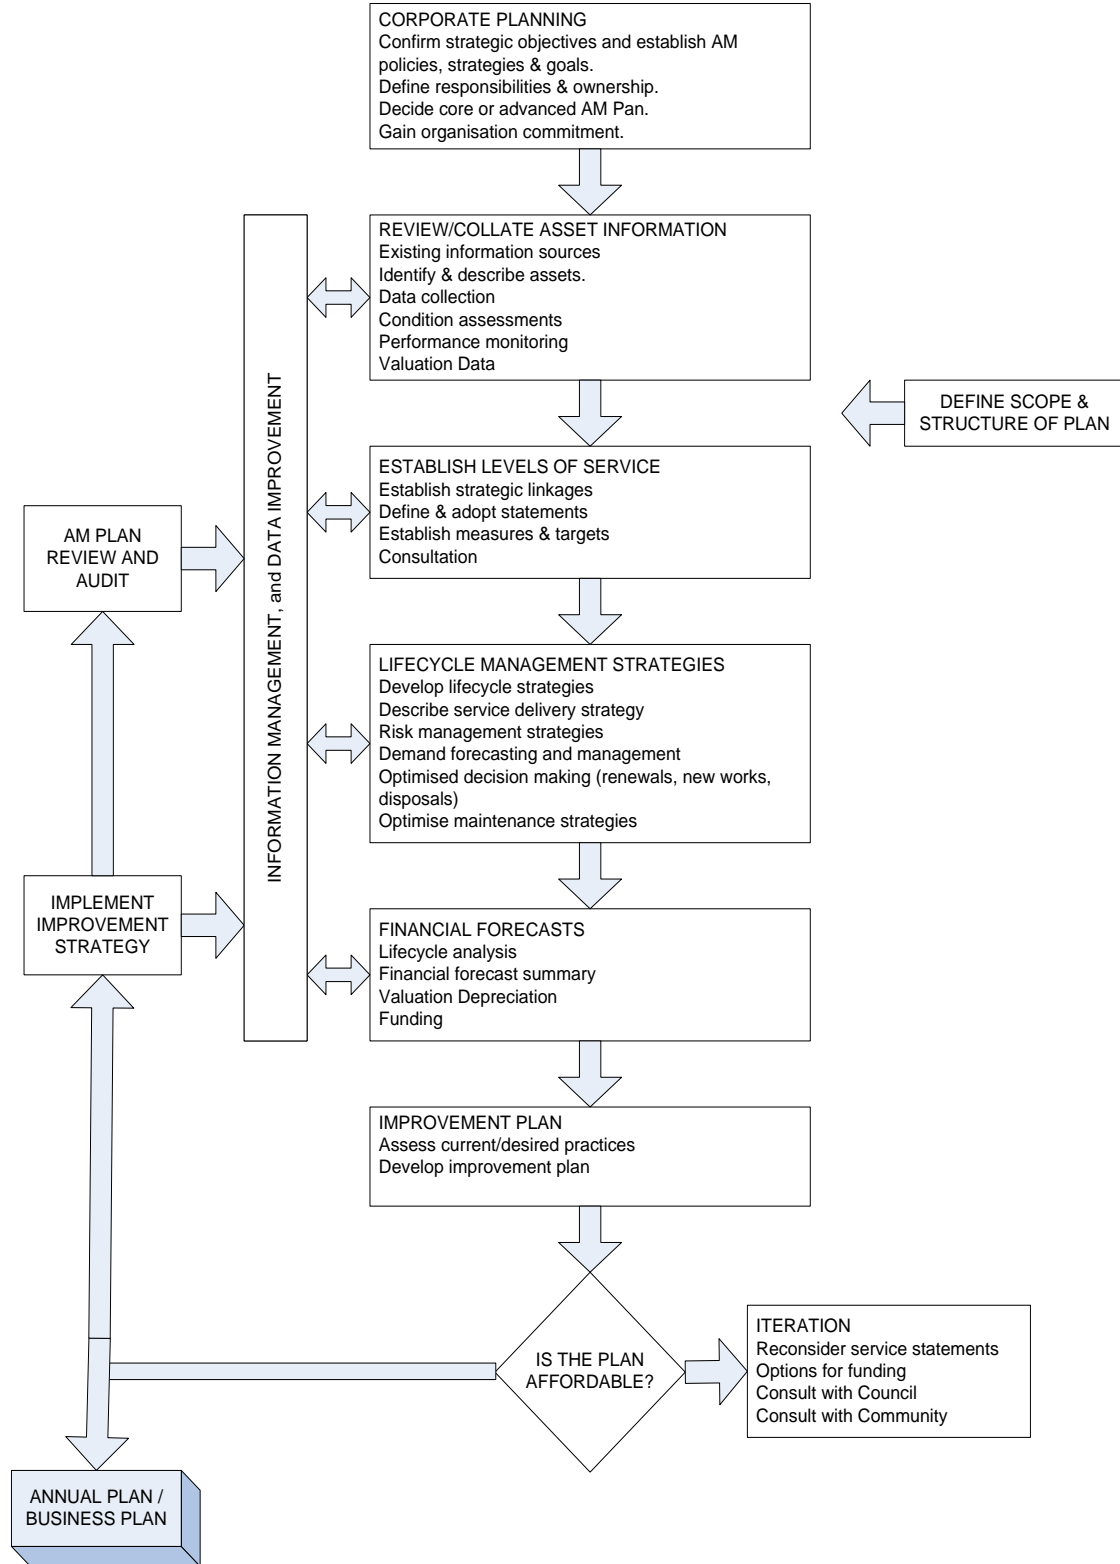 CORPORATE PLANNING
Confirm strategic objectives and establish AM
policies, strategies & goals.
Define responsibilities & ownership.
Decide core or advanced AM Pan.
Gain organisation commitment.
REVIEW/COLLATE ASSET INFORMATION
Existing information sources
Identify & describe assets.
Data collection
Condition assessments
Performance monitoring
Valuation Data
DEFINE SCOPE &
STRUCTURE OF PLAN
INFORMATION MANAGEMENT, and DATA IMPROVEMENT
ESTABLISH LEVELS OF SERVICE
Establish strategic linkages
Define & adopt statements
Establish measures & targets
Consultation
AM PLAN
REVIEW AND
AUDIT
LIFECYCLE MANAGEMENT STRATEGIES
Develop lifecycle strategies
Describe service delivery strategy
Risk management strategies
Demand forecasting and management
Optimised decision making (renewals, new works,
disposals)
Optimise maintenance strategies
IMPLEMENT
IMPROVEMENT
STRATEGY
FINANCIAL FORECASTS
Lifecycle analysis
Financial forecast summary
Valuation Depreciation
Funding
IMPROVEMENT PLAN
Assess current/desired practices
Develop improvement plan
IS THE PLAN
AFFORDABLE?
ITERATION
Reconsider service statements
Options for funding
Consult with Council
Consult with Community
ANNUAL PLAN /
BUSINESS PLAN